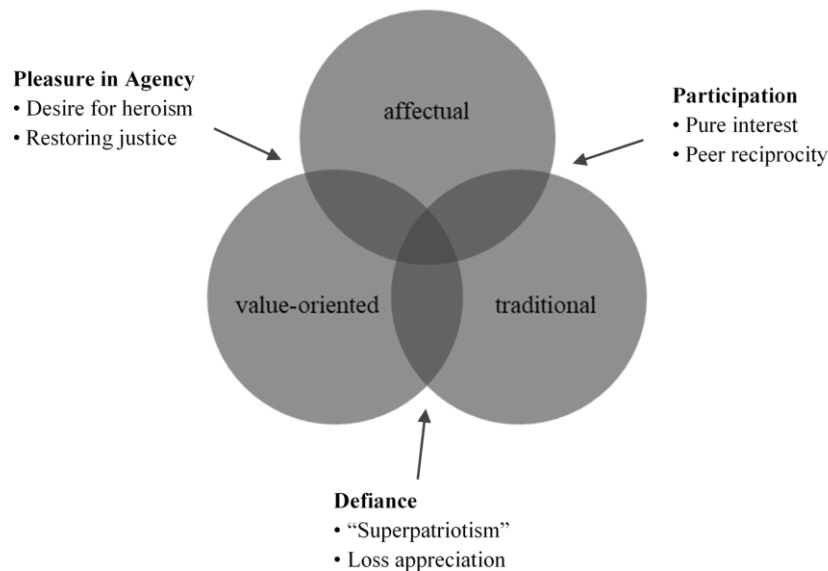 Pleasure in Agency
• Desire for heroism
• Restoring justice
affectual
Participation
• Pure interest
• Peer reciprocity
value-oriented
traditional
Defiance
• “Superpatriotism”
• Loss appreciation